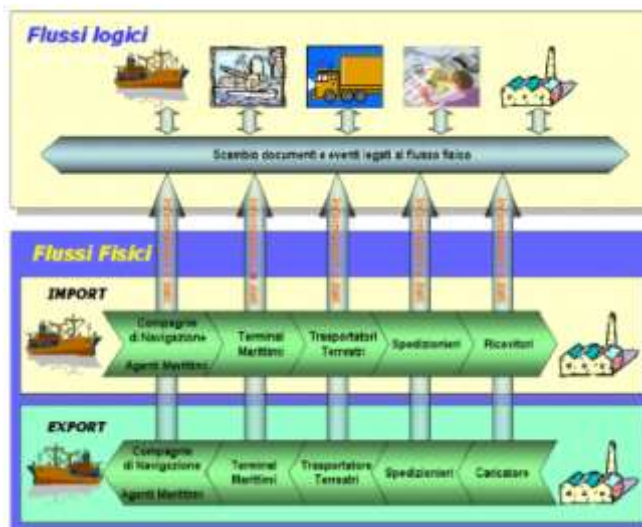 Flussi logici
Scambio documenti e eventi legati al flusso fisico
Flussi Fisici
IMPORT
Compagnie
di Navigazione
Agenti Marittimi
Terminal
Marittimi
Trasportatori
Terrestri
Spedizionieri
Ricevitori
EXPORT
Compagnie
di Navigazione
Agenti Marittimi
Terminal
Marittimi
Trasportatore
Terrestri
Spedizionieri
Caricatore